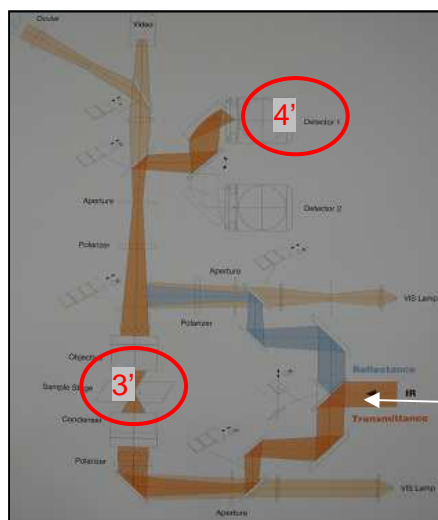 Ocular
Video
4’
Detector 1
Aperture
Detector 2
Polarizer
Aperture
VIS Lamp
Polarizer
Objective
Reflectance
3’
Sample Stage
IR
Condenser
Transmittance
Polarizer
VIS Lamp
Aperture